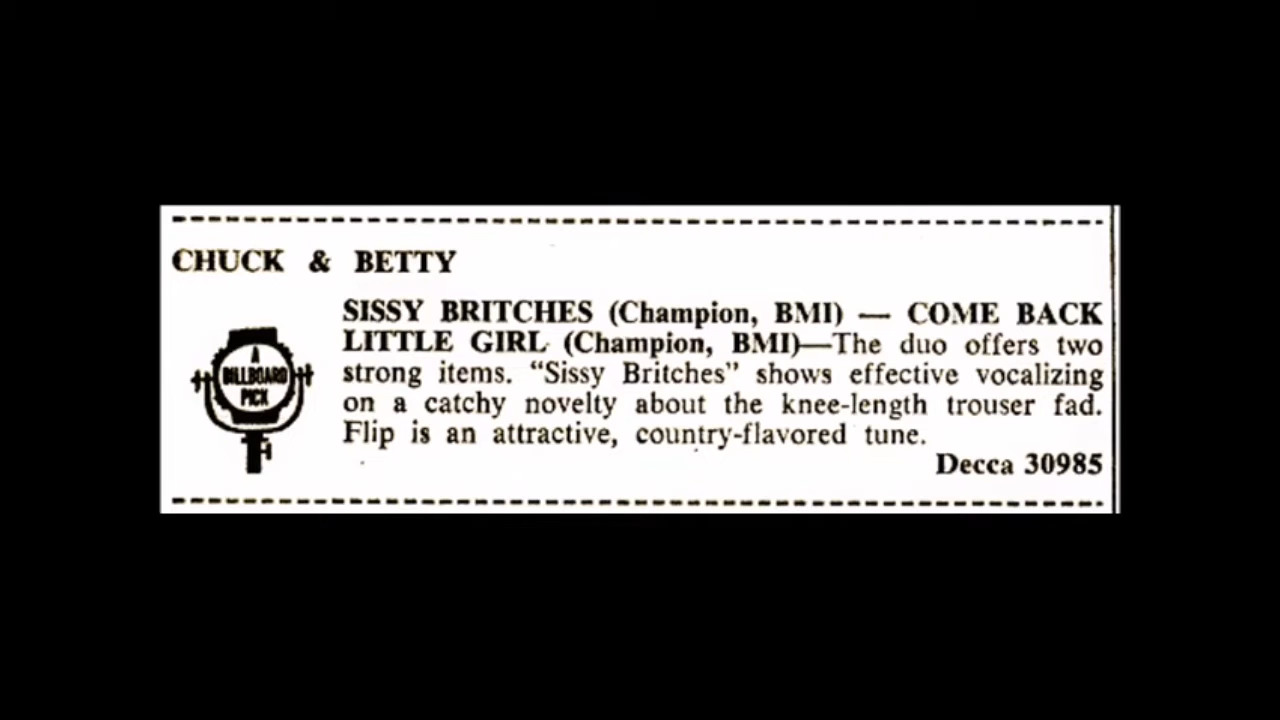 CHUCK & BETTY
A
BILLBOARD
PICK
SISSY BRITCHES (Champion, BMI) — COME BACK
LITTLE GIRL (Champion, BMI)—The duo offers two
strong items. “Sissy Britches” shows effective vocalizing
on a catchy novelty about the knee-length trouser fad.
Flip is an attractive, country-flavored tune.
Decca 30985